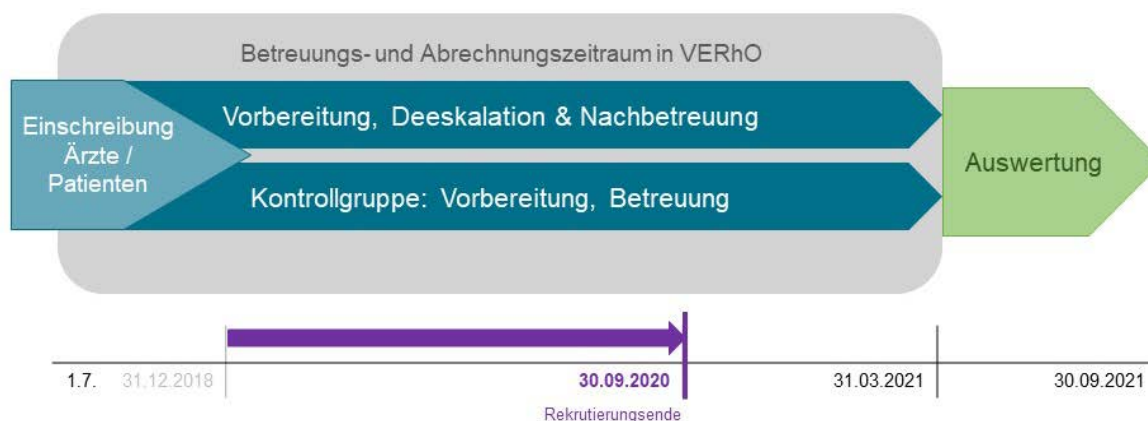 Betreuungs- und Abrechnungszeitraum in VERhO
Einschreibung
Ärzte /
Patienten
Vorbereitung, Deeskalation & Nachbetreuung
Kontrollgruppe: Vorbereitung, Betreuung
Auswertung
1.7. 31.12.2018 30.09.2020 31.03.2021 30.09.2021
Rekrutierungsende